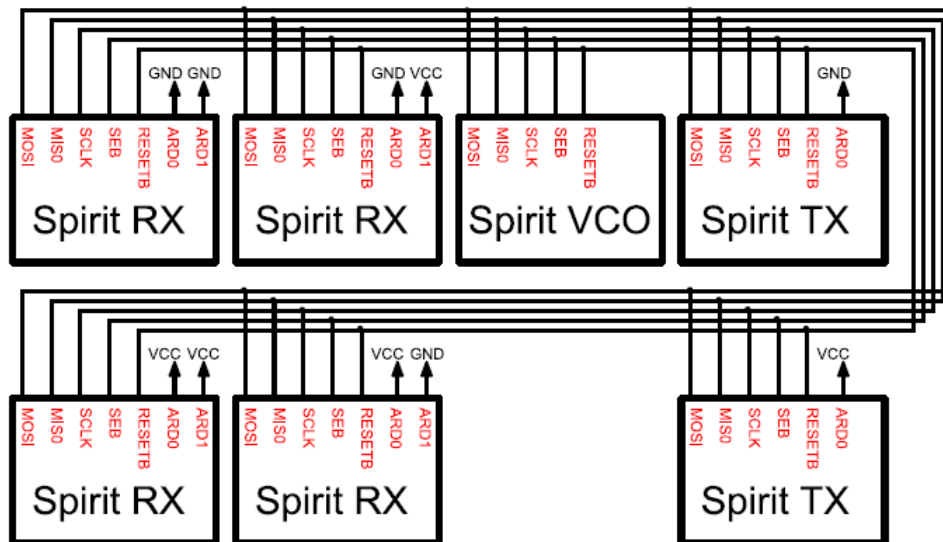 GND GND
GND VCC
GND
MOSI
MIS0
SCLK
SEB
RESETB
ARD0
ARD1
MOSI
MIS0
SCLK
SEB
RESETB
ARD0
ARD1
MOSI
MIS0
SCLK
SEB
RESETB
MOSI
MIS0
SCLK
SEB
RESETB
ARD0
Spirit RX
Spirit RX
Spirit VCO
Spirit TX
VCC VCC
VCC GND
VCC
MOSI
MIS0
SCLK
SEB
RESETB
ARD0
ARD1
MOSI
MIS0
SCLK
SEB
RESETB
ARD0
ARD1
MOSI
MIS0
SCLK
SEB
RESETB
ARD0
Spirit RX
Spirit RX
Spirit TX